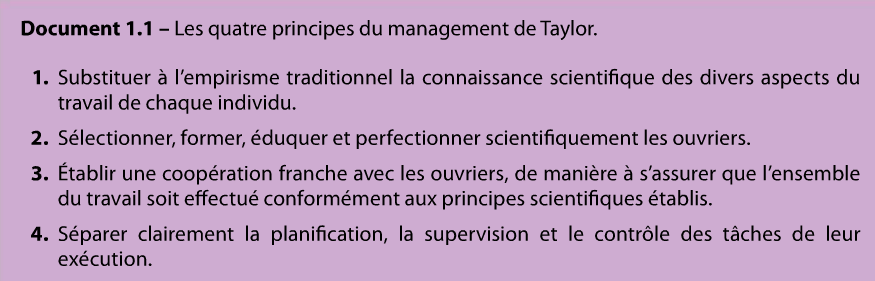 Document 1.1 – Les quatre principes du management de Taylor.
1. Substituer à l’empirisme traditionnel la connaissance scientifique des divers aspects du
travail de chaque individu.
2. Sélectionner, former, éduquer et perfectionner scientifiquement les ouvriers.
3. Établir une coopération franche avec les ouvriers, de manière à s’assurer que l’ensemble
du travail soit effectué conformément aux principes scientifiques établis.
4. Séparer clairement la planification, la supervision et le contrôle des tâches de leur
exécution.